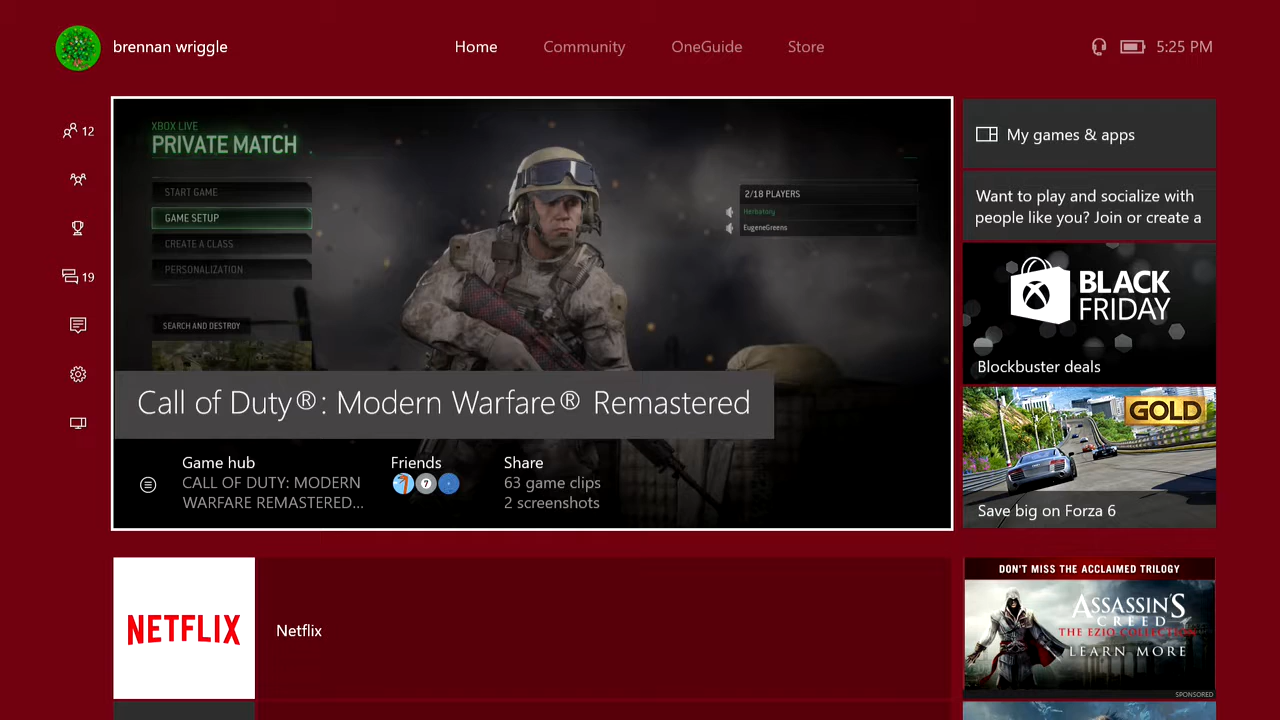 brennan wriggle
Home
Community
OneGuide
Store
5:25 PM
12
19
XBOX LIVE
PRIVATE MATCH
START GAME
GAME SETUP
CREATE A CLASS
PERSONALIZATION
SEARCH AND DESTROY
2/18 PLAYERS
Herbatory
EugeneGreens
Call of Duty®: Modern Warfare® Remastered
Game hub
CALL OF DUTY: MODERN
WARFARE REMASTERED...
Friends
Share
63 game clips
2 screenshots
My games & apps
Want to play and socialize with
people like you? Join or create a
BLACK
FRIDAY
Blockbuster deals
GOLD
Save big on Forza 6
NETFLIX
Netflix
DON'T MISS THE ACCLAIMED TRILOGY
ASSASSIN'S
CREED
THE EZIO COLLECTION
LEARN MORE
SPONSORED